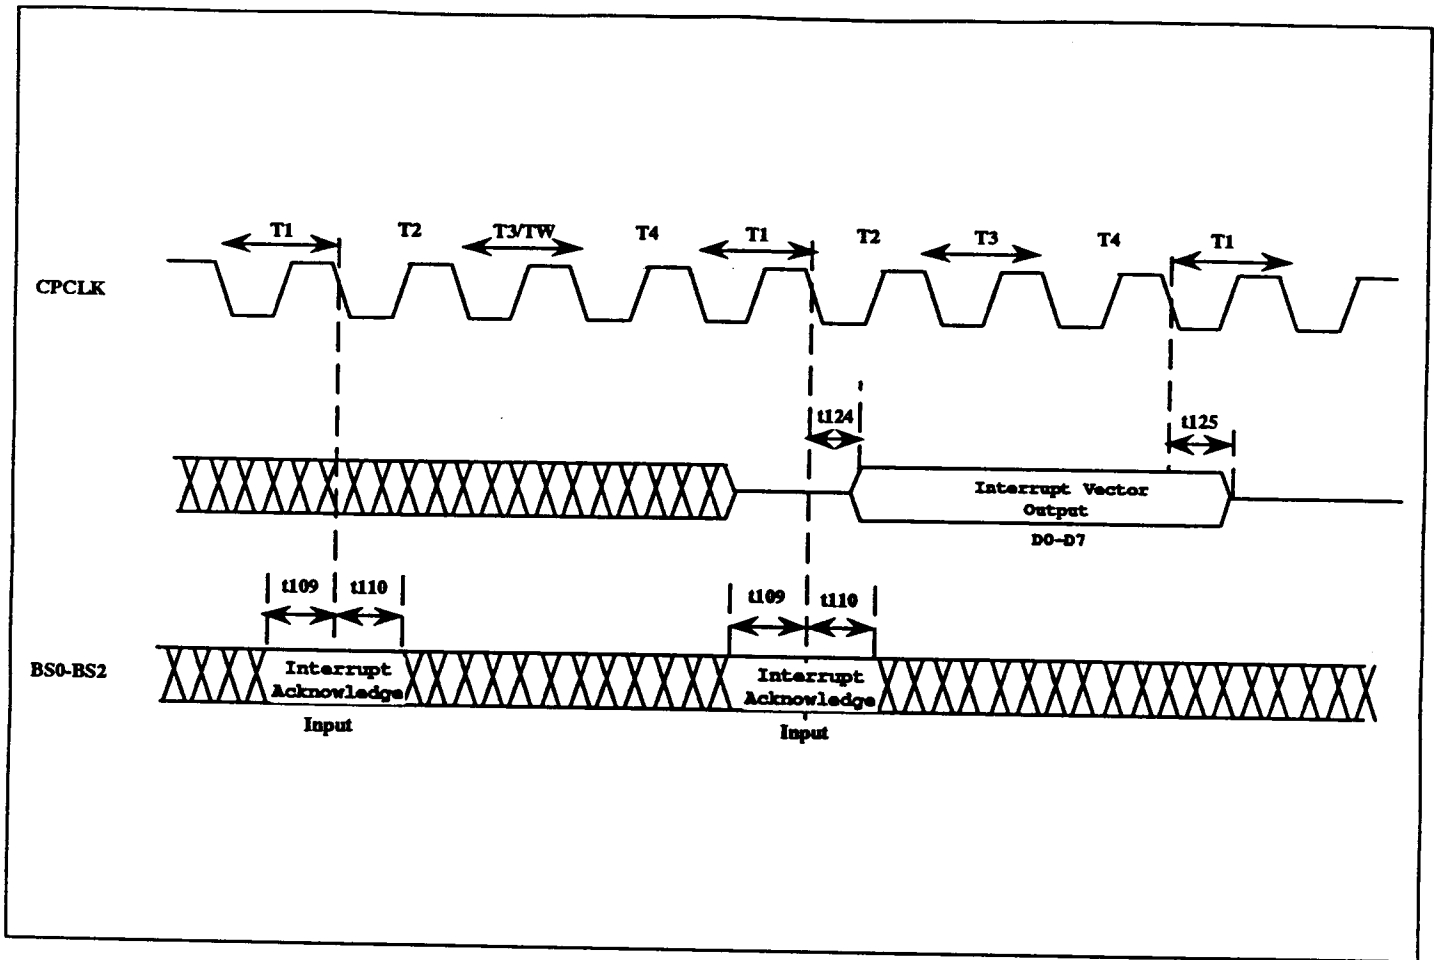 T1 T2 T3/TW T4 T1 T2 T3 T4 T1
CPCLK
t124 t125
Interrupt Vector
Output
D0-D7
t109 t110 t109 t110
BS0-BS2
Interrupt Interrupt
Acknowledge Acknowledge
Input Input